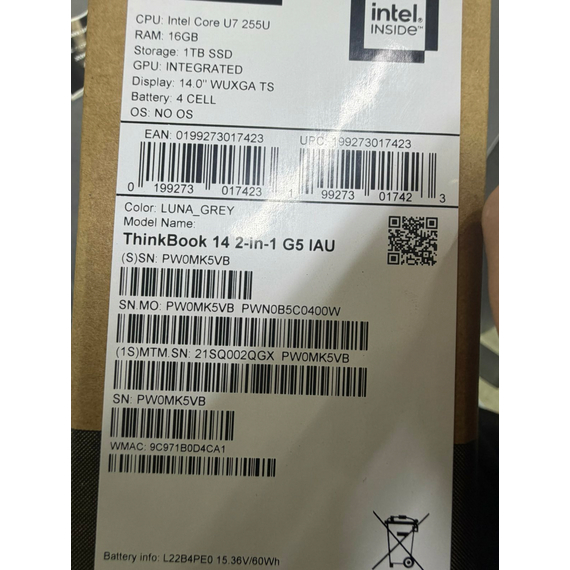 CPU: Intel Core U7 255U
RAM: 16GB
Storage: 1TB SSD
GPU: INTEGRATED
Display: 14.0" WUXGA TS
Battery: 4 CELL
OS: NO OS
intel.
INSIDE™
EAN: 0199273017423
UPC: 199273017423
0 199273 017423
1 99273 01742 3
Color: LUNA_GREY
Model Name:
ThinkBook 14 2-in-1 G5 IAU
(S)SN: PW0MK5VB
SN.MO: PW0MK5VB PWN0B5C0400W
(1S)MTM.SN: 21SQ002QGX PW0MK5VB
SN: PW0MK5VB
WMAC: 9C971B0D4CA1
Battery info: L22B4PE0 15.36V/60Wh